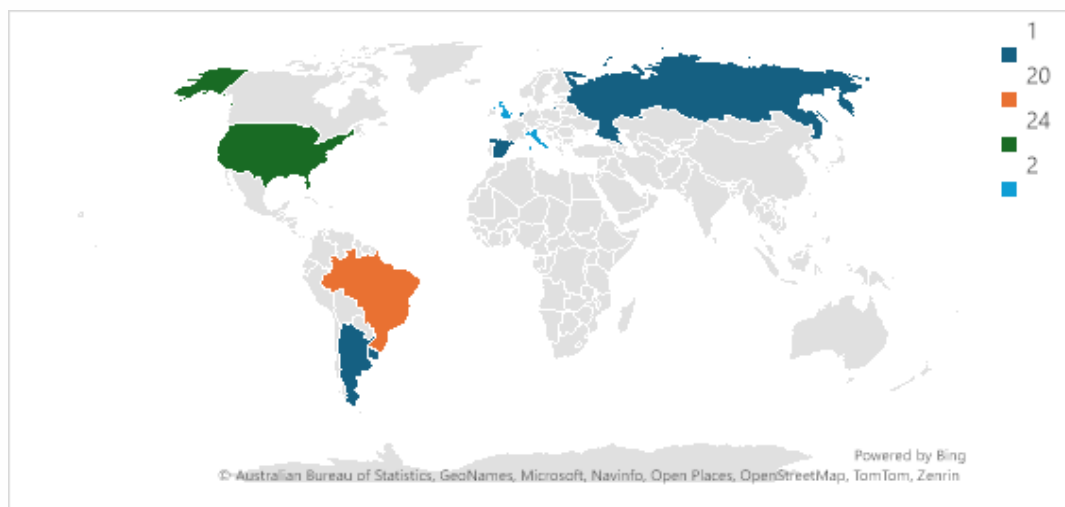 1
20
24
2
Powered by Bing
© Australian Bureau of Statistics, GeoNames, Microsoft, Navinfo, Open Places, OpenStreetMap, TomTom, Zenrin